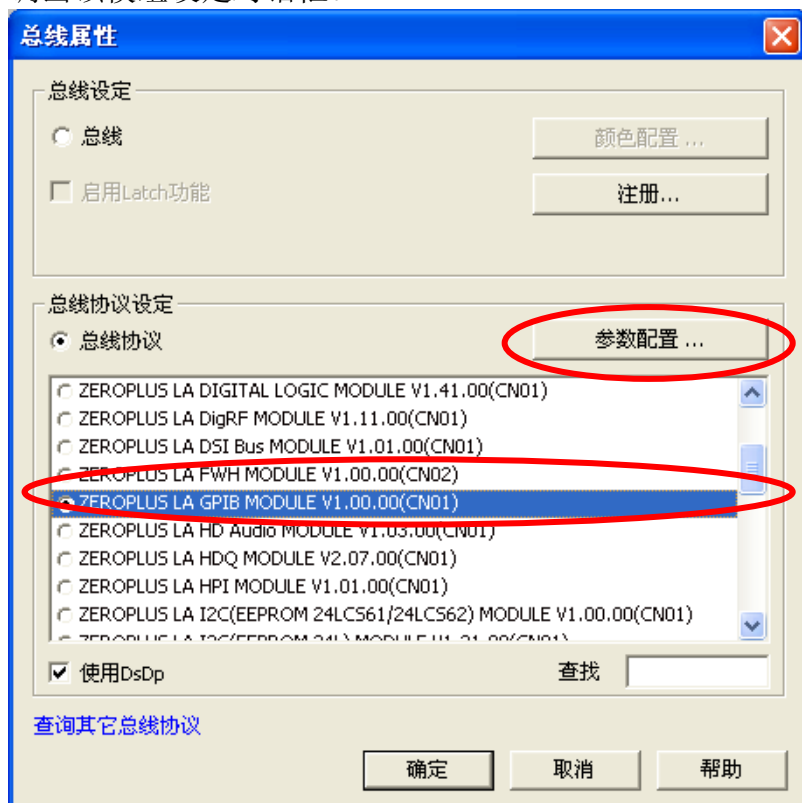 总线属性
总线设定
总线
颜色配置 ...
启用Latch功能
注册...
总线协议设定
总线协议
参数配置 ...
ZEROPLUS LA DIGITAL LOGIC MODULE V1.41.00(CN01)
ZEROPLUS LA DigRF MODULE V1.11.00(CN01)
ZEROPLUS LA DSI Bus MODULE V1.01.00(CN01)
ZEROPLUS LA FWH MODULE V1.00.00(CN02)
ZEROPLUS LA GPIB MODULE V1.00.00(CN01)
ZEROPLUS LA HD Audio MODULE V1.03.00(CN01)
ZEROPLUS LA HDQ MODULE V2.07.00(CN01)
ZEROPLUS LA HPI MODULE V1.01.00(CN01)
ZEROPLUS LA I2C(EEPROM 24LCS61/24LCS62) MODULE V1.00.00(CN01)
ZEROPLUS LA I2C(EEPROM 24L) MODULE
使用DsDp
查找
查询其它总线协议
确定
取消
帮助